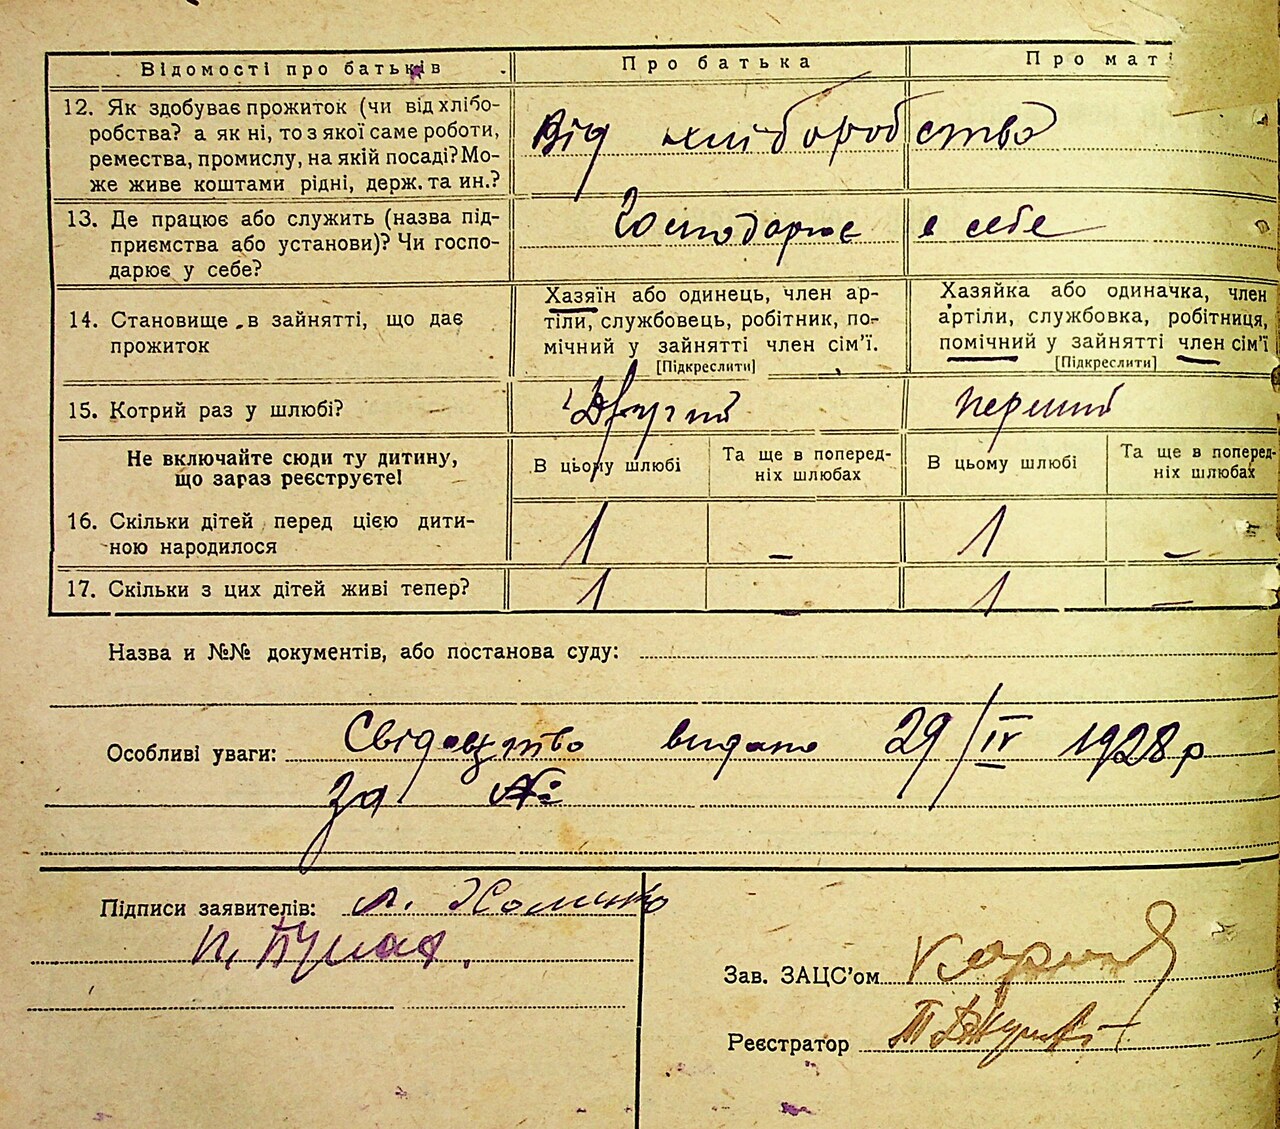 Відомості про батьків Про батька Про мат
12. Як здобуває прожиток (чи від хлібо-
робства? а як ні, то з якої саме роботи,
ремества, промислу, на якій посаді? Мо-
же живе коштами рідні, держ. та ин.?
Від хліборобства
13. Де працює або служить (назва під-
приємства або установи)? Чи госпо-
дарює у себе?
Господарює в себе
14. Становище в зайнятті, що дає
прожиток
Хазяїн або одинець, член ар-
тіли, службовець, робітник, по-
мічний у зайнятті член сім'ї.
[Підкреслити]
Хазяйка або одиначка, член
артіли, службовка, робітниця,
помічний у зайнятті член сім'ї
[Підкреслити]
15. Котрий раз у шлюбі? Другий перший
Не включайте сюди ту дитину,
що зараз реєструєте!
В цьому шлюбі
Та ще в поперед-
ніх шлюбах
В цьому шлюбі
Та ще в поперед-
ніх шлюбах
16. Скільки дітей перед цією дити-
ною народилося
1 – 1 –
17. Скільки з цих дітей живі тепер? 1 – 1 –
Назва и №№ документів, або постанова суду:
Особливі уваги: Свідоцтво видано 29/IV 1928 р
за №
Підписи заявителів:
Зав. ЗАЦС'ом
Реєстратор